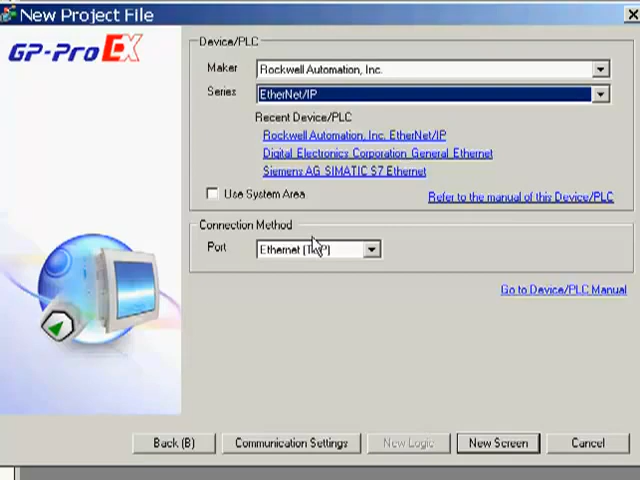 New Project File
GP-Pro EX
Device/PLC
Maker Rockwell Automation, Inc.
Series EtherNet/IP
Recent Device/PLC
Rockwell Automation, Inc. EtherNet/IP
Digital Electronics Corporation General Ethernet
Siemens AG SIMATIC S7 Ethernet
Use System Area Refer to the manual of this Device/PLC
Connection Method
Port Ethernet
Go to Device/PLC Manual
Back (B) Communication Settings New Logic New Screen Cancel